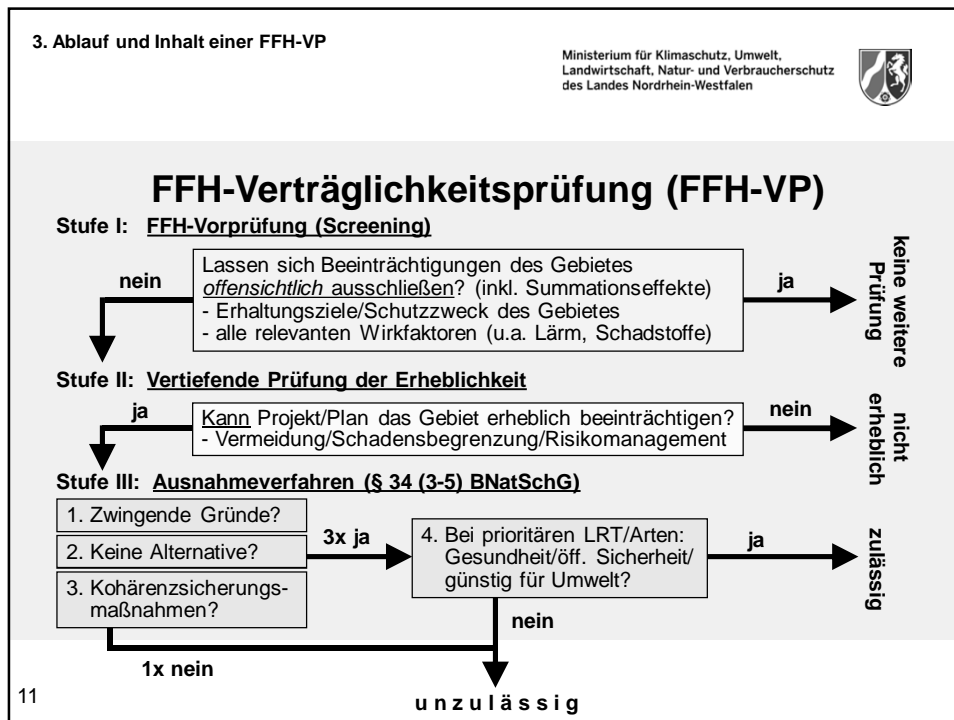 3. Ablauf und Inhalt einer FFH-VP
Ministerium für Klimaschutz, Umwelt,
Landwirtschaft, Natur- und Verbraucherschutz
des Landes Nordrhein-Westfalen
FFH-Verträglichkeitsprüfung (FFH-VP)
Stufe I: FFH-Vorprüfung (Screening)
nein
Lassen sich Beeinträchtigungen des Gebietes
offensichtlich ausschließen? (inkl. Summationseffekte)
- Erhaltungsziele/Schutzzweck des Gebietes
- alle relevanten Wirkfaktoren (u.a. Lärm, Schadstoffe)
ja
keine weitere
Prüfung
Stufe II: Vertiefende Prüfung der Erheblichkeit
ja
Kann Projekt/Plan das Gebiet erheblich beeinträchtigen?
- Vermeidung/Schadensbegrenzung/Risikomanagement
nein
nicht
erheblich
Stufe III: Ausnahmeverfahren (§ 34 (3-5) BNatSchG)
1. Zwingende Gründe?
2. Keine Alternative?
3. Kohärenzsicherungs-
maßnahmen?
3x ja
4. Bei prioritären LRT/Arten:
Gesundheit/öff. Sicherheit/
günstig für Umwelt?
ja
zulässig
nein
1x nein
11
unzulässig